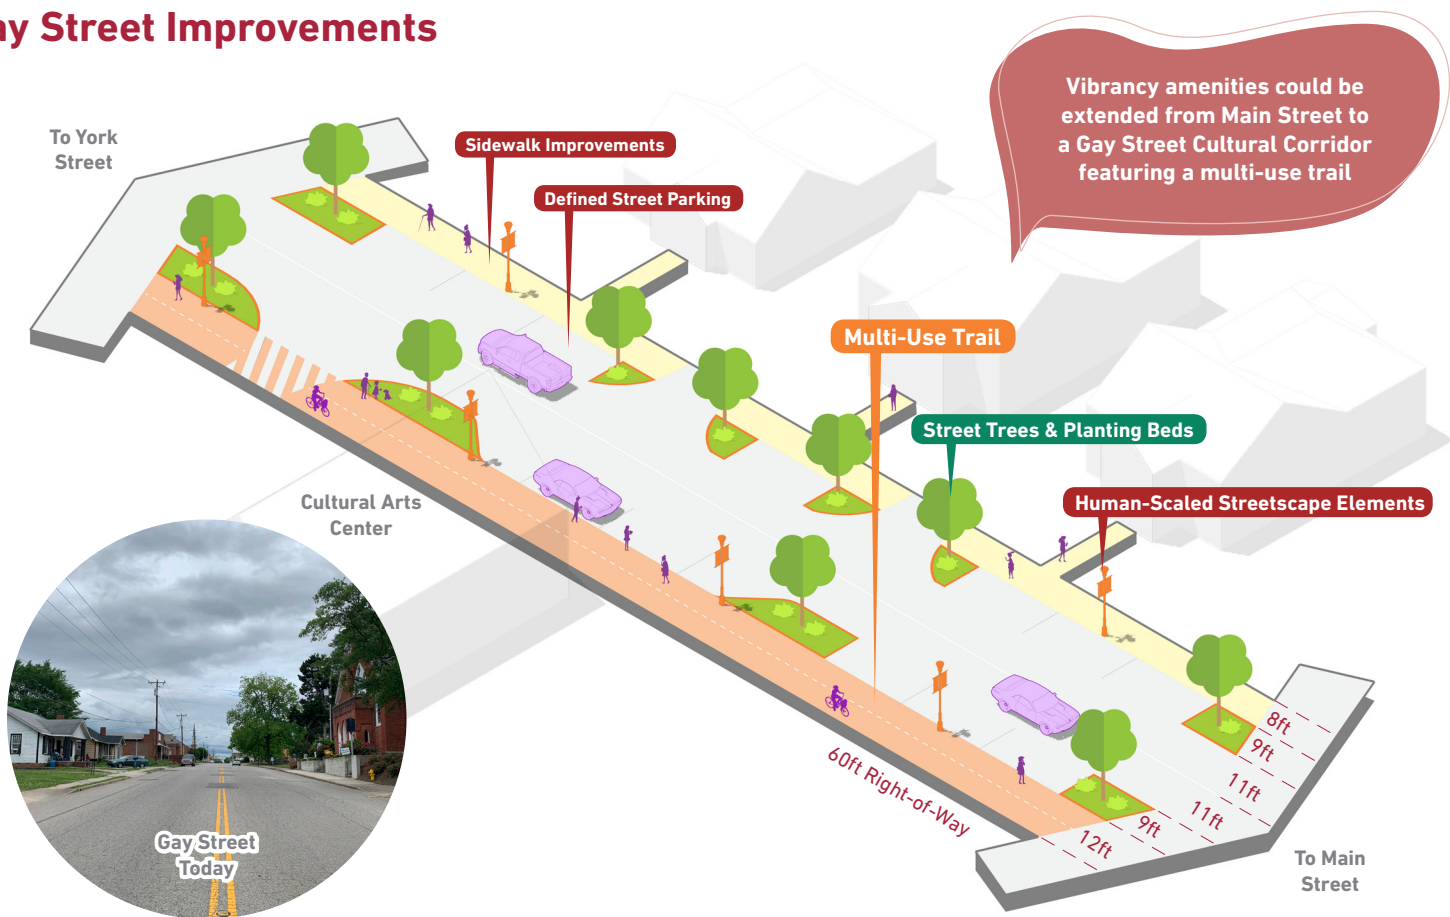 Street Improvements
Vibrancy amenities could be
extended from Main Street to
a Gay Street Cultural Corridor
featuring a multi-use trail
To York
Street
Sidewalk Improvements
Defined Street Parking
Multi-Use Trail
Street Trees & Planting Beds
Human-Scaled Streetscape Elements
Cultural Arts
Center
60ft Right-of-Way
8ft
9ft
11ft
11ft
9ft
12ft
Gay Street
Today
To Main
Street